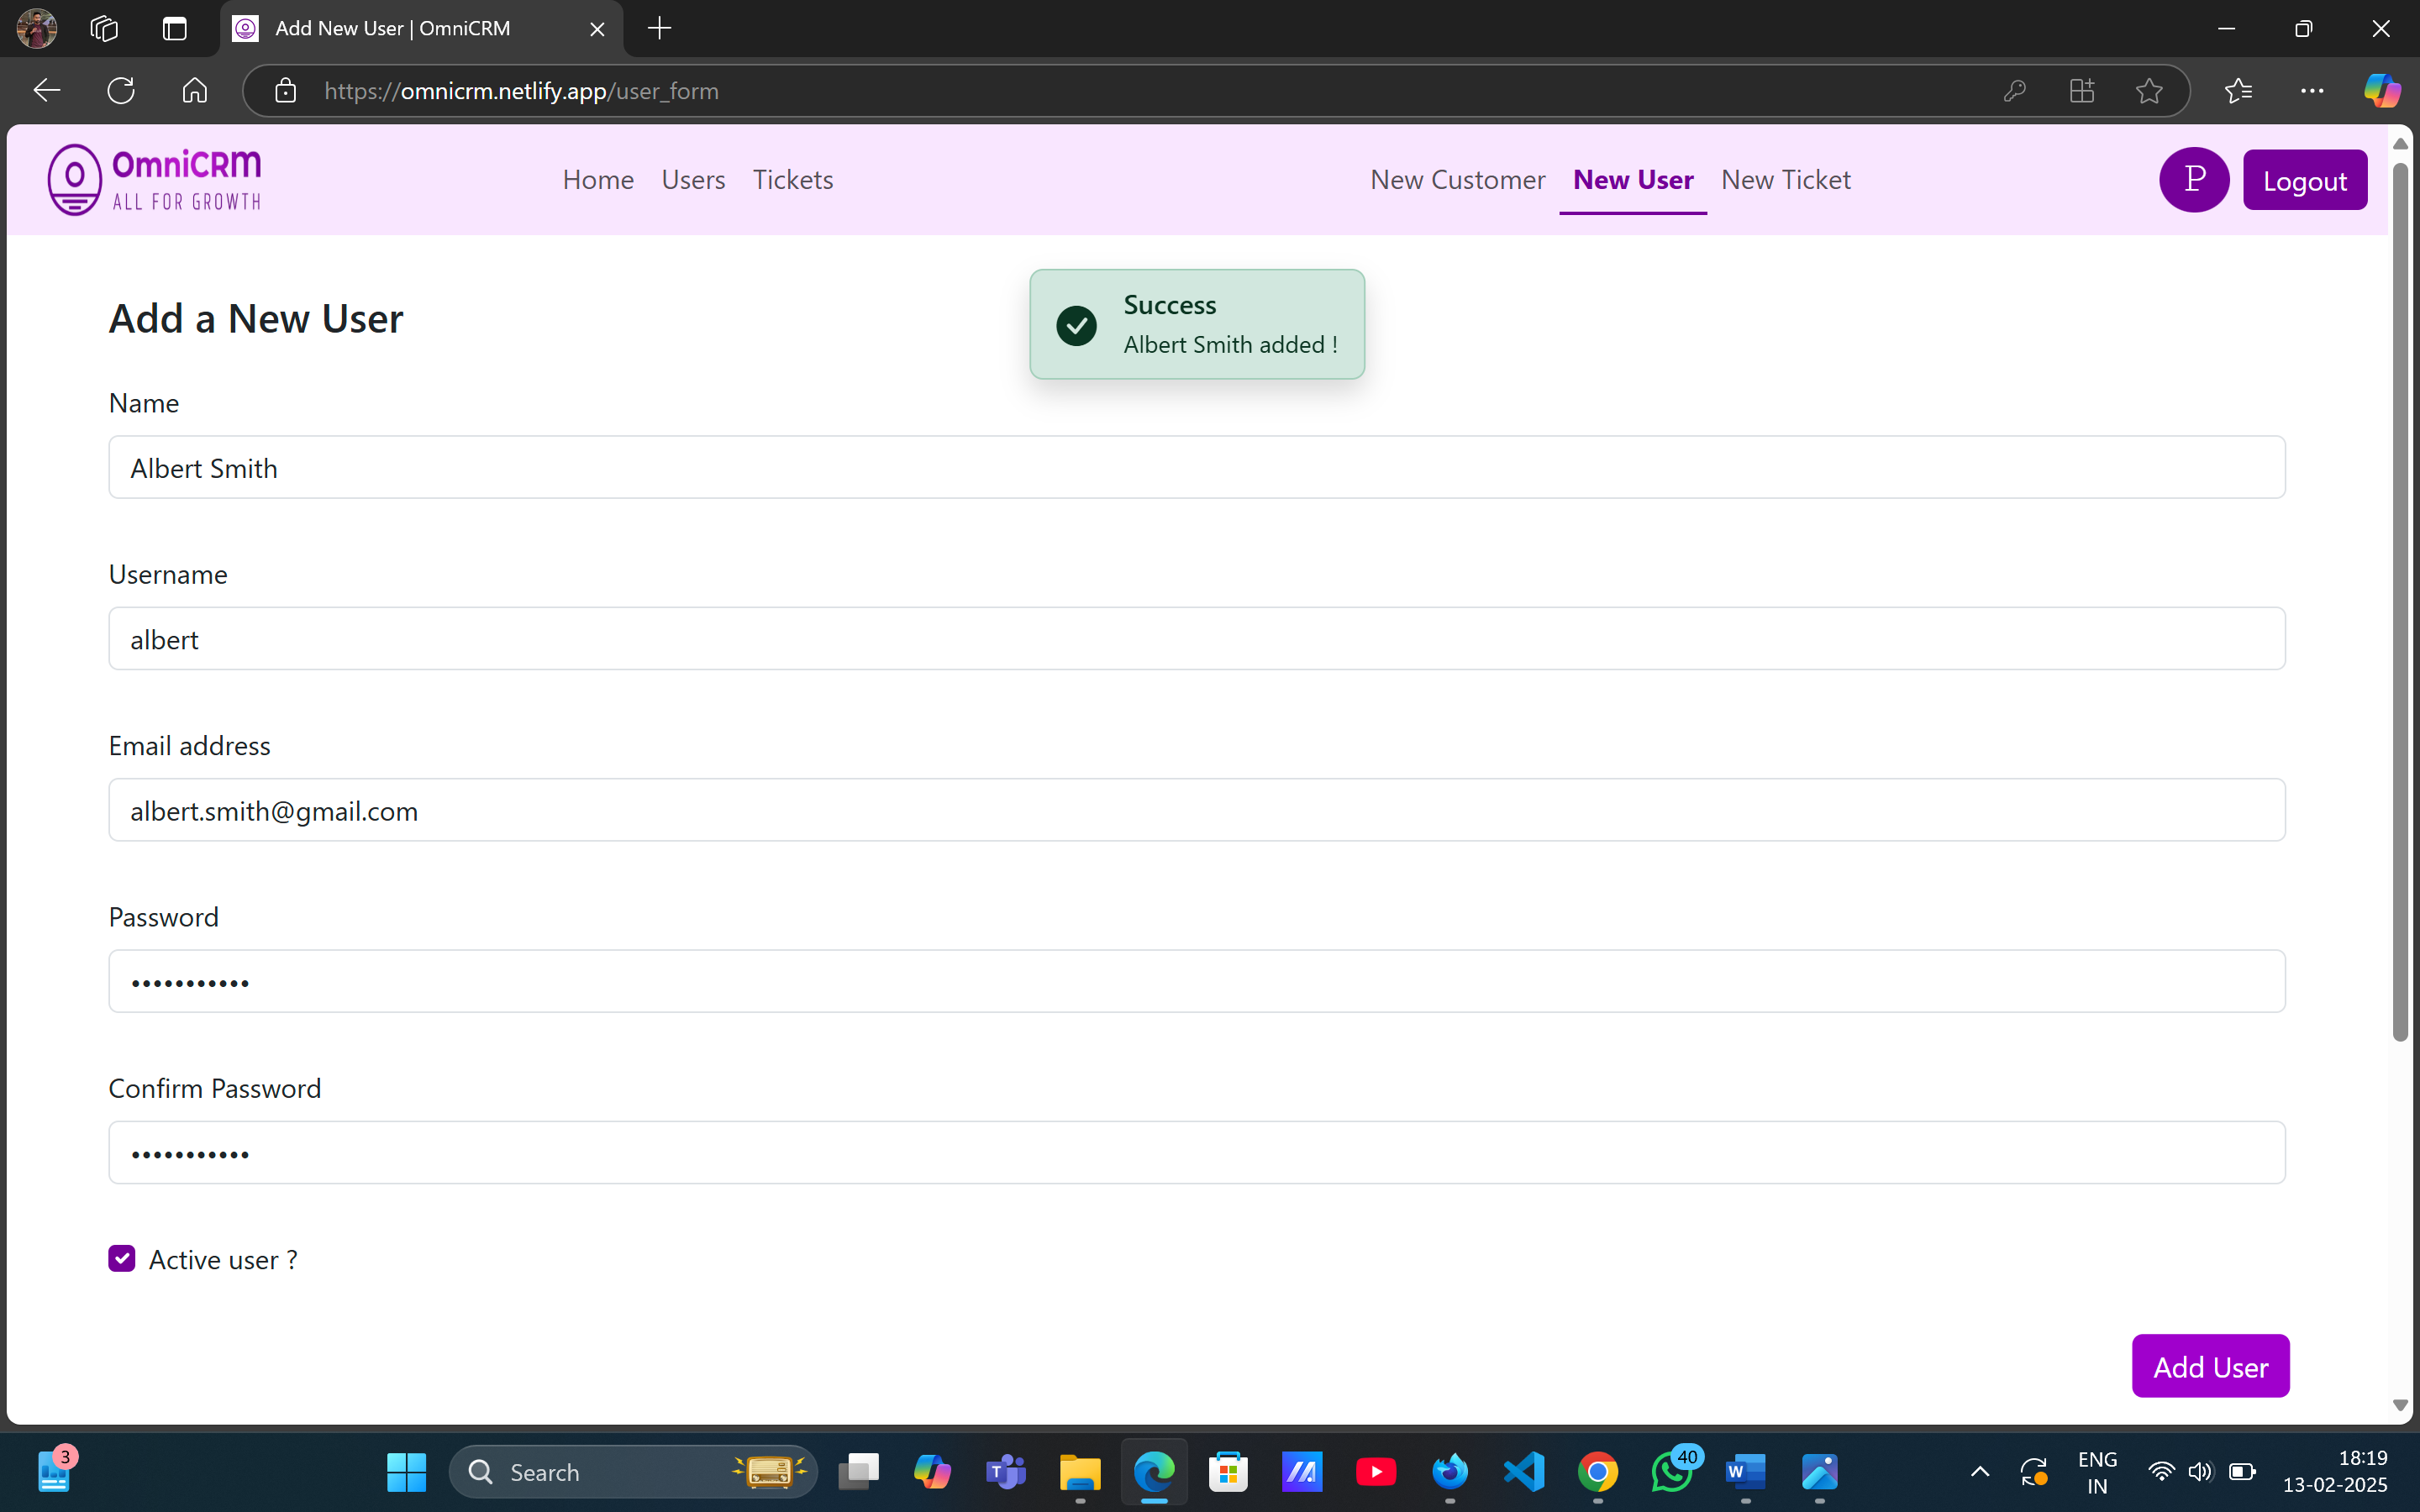 Add New User | OmniCRM
https://omnicrm.netlify.app/user_form
OmniCRM
ALL FOR GROWTH
Home
Users
Tickets
New Customer
New User
New Ticket
P
Logout
Success
Albert Smith added !
Add a New User
Name
Albert Smith
Username
albert
Email address
albert.smith@gmail.com
Password
•••••••••••
Confirm Password
•••••••••••
Active user ?
Add User
3
Search
T
40
W
ENG
IN
18:19
13-02-2025